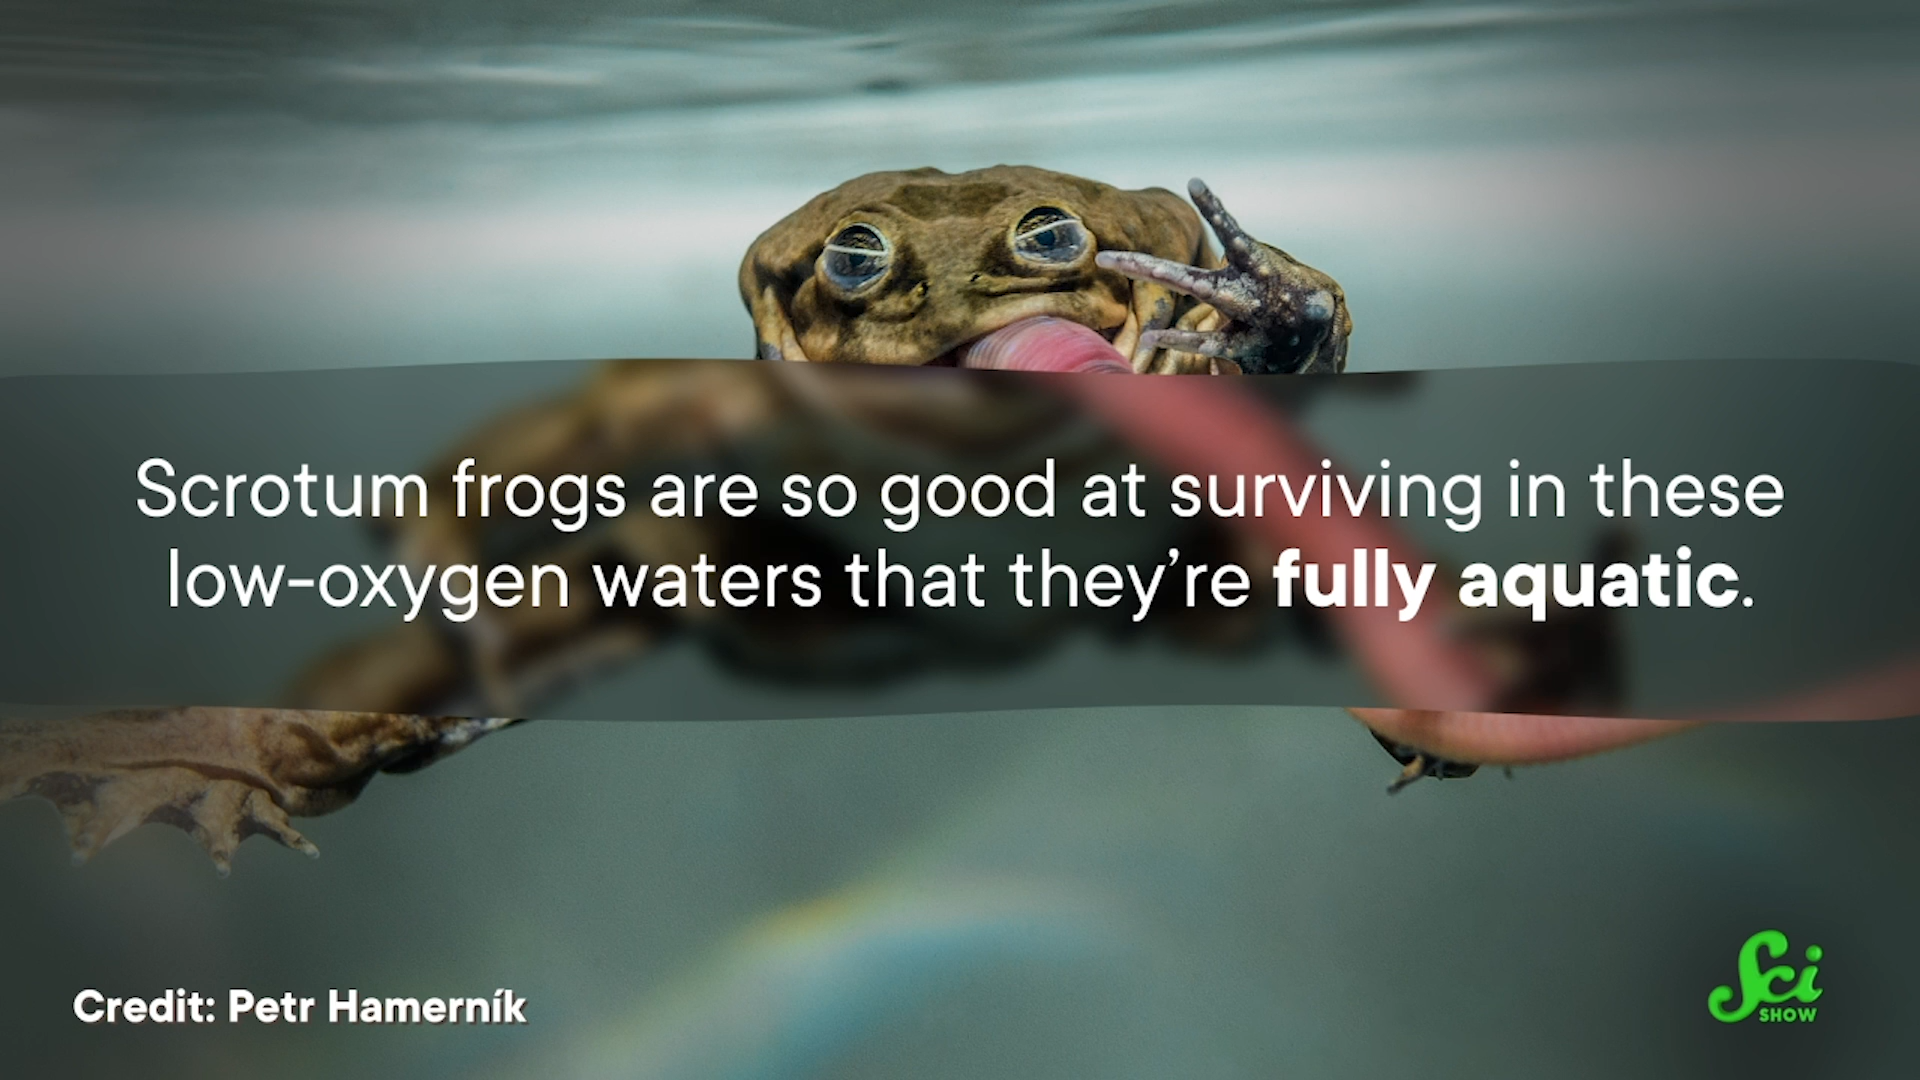 Scrotum frogs are so good at surviving in these
low-oxygen waters that they’re fully aquatic.
Credit: Petr Hamerník
Sci
SHOW